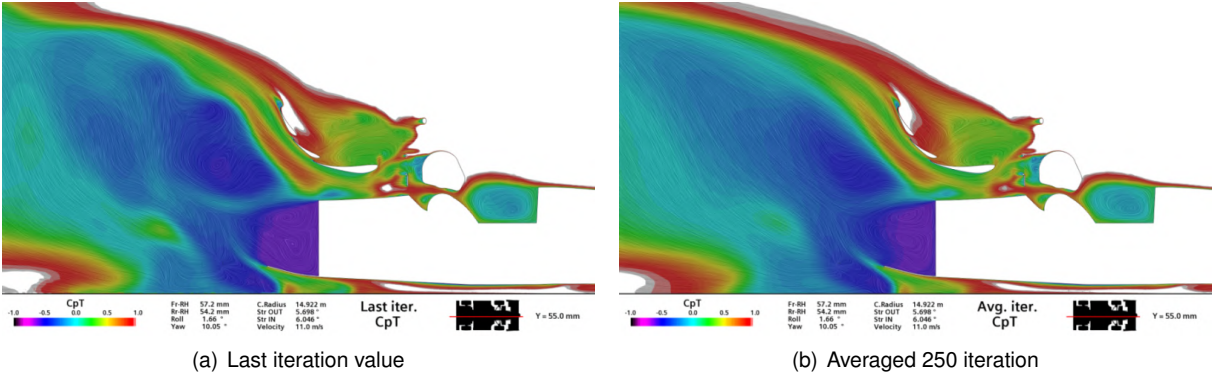 CpT
-1.0 -0.5 0.0 0.5 1.0
Fr-RH 57.2 mm
Rr-RH 54.2 mm
Roll 1.66 °
Yaw 10.05 °
C.Radius 14.922 m
Str OUT 5.698 °
Str IN 6.046 °
Velocity 11.0 m/s
Last iter.
CpT
Y = 55.0 mm
(a) Last iteration value
CpT
-1.0 -0.5 0.0 0.5 1.0
Fr-RH 57.2 mm
Rr-RH 54.2 mm
Roll 1.66 °
Yaw 10.05 °
C.Radius 14.922 m
Str OUT 5.698 °
Str IN 6.046 °
Velocity 11.0 m/s
Avg. iter.
CpT
Y = 55.0 mm
(b) Averaged 250 iteration